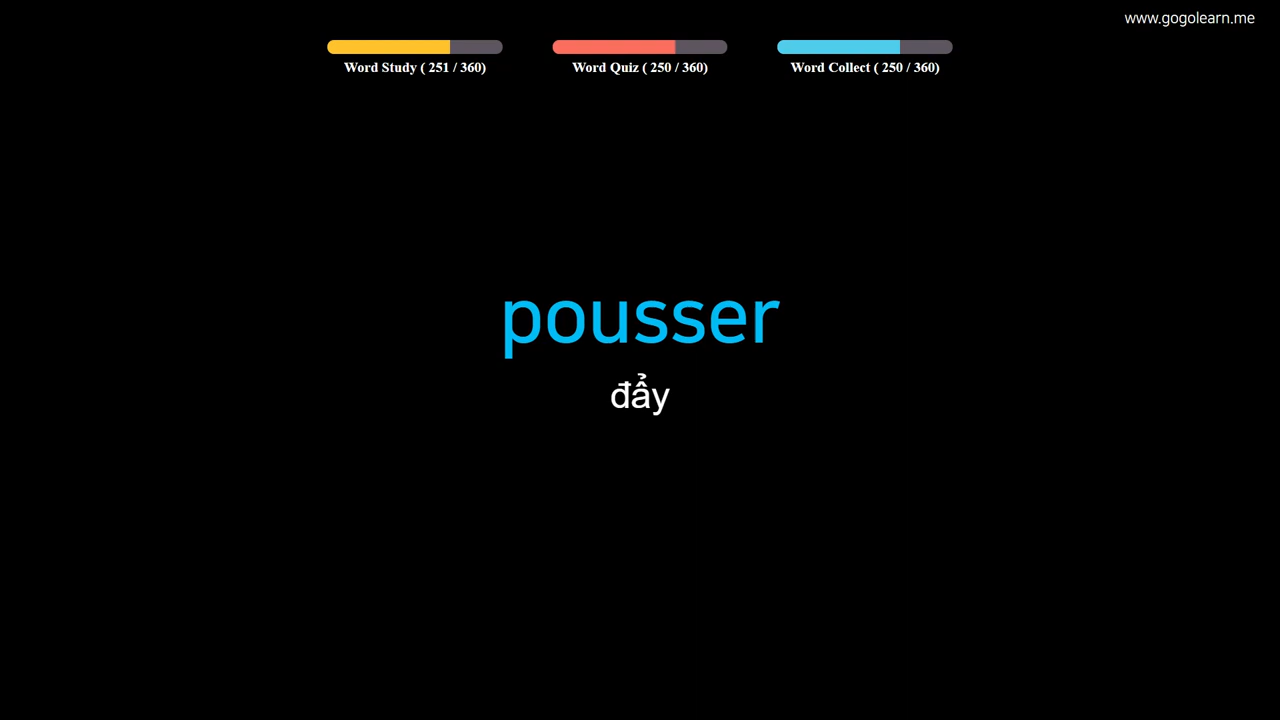 www.gogolearn.me
Word Study ( 251 / 360)
Word Quiz ( 250 / 360)
Word Collect ( 250 / 360)
pousser
đẩy